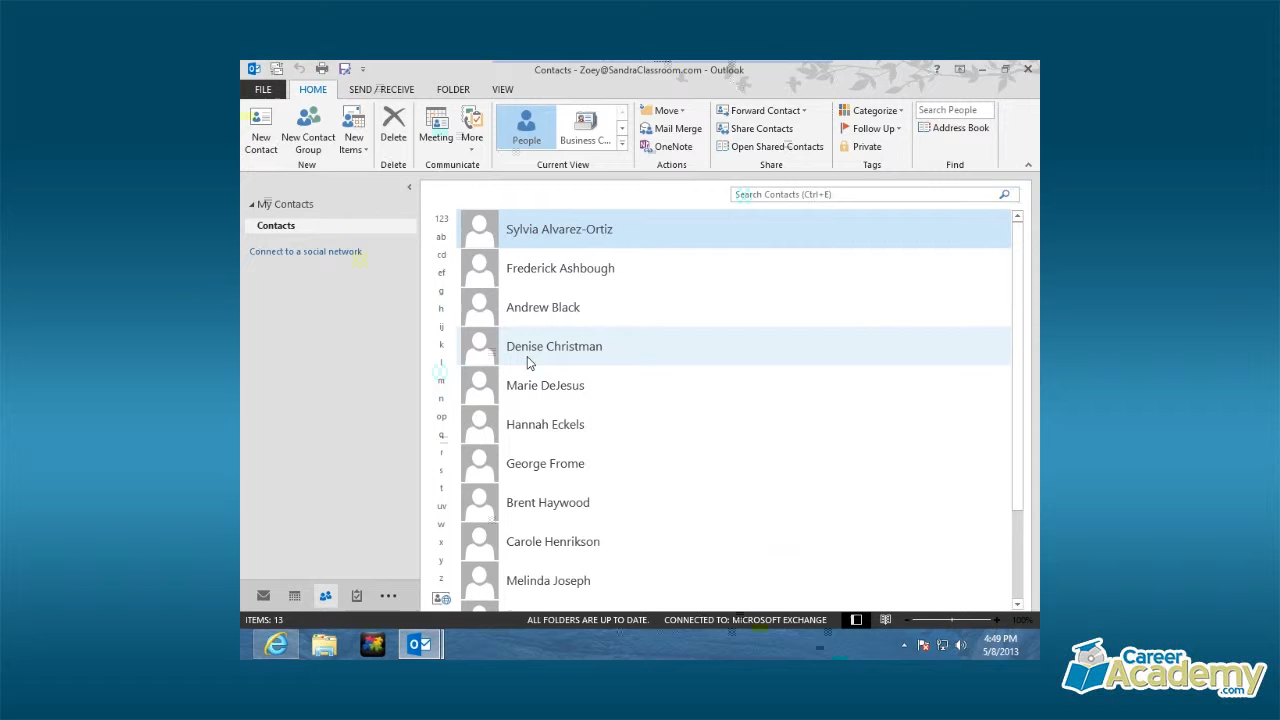 Contacts - Zoey@SandraClassroom.com - Outlook
FILE HOME SEND / RECEIVE FOLDER VIEW
New Contact
New Contact Group
New Items
New
Delete
Delete
Meeting
More
Communicate
People
Business C...
Current View
Move
Mail Merge
OneNote
Actions
Forward Contact
Share Contacts
Open Shared Contacts
Share
Categorize
Follow Up
Private
Tags
Search People
Address Book
Find
My Contacts
Contacts
Connect to a social network
Search Contacts (Ctrl+E)
123
ab
cd
ef
g
h
ij
k
l
m
n
op
q
r
s
t
uv
w
x
y
z
Sylvia Alvarez-Ortiz
Frederick Ashbough
Andrew Black
Denise Christman
Marie DeJesus
Hannah Eckels
George Frome
Brent Haywood
Carole Henrikson
Melinda Joseph
ITEMS: 13
ALL FOLDERS ARE UP TO DATE.
CONNECTED TO: MICROSOFT EXCHANGE
100%
4:49 PM
5/8/2013
Career
Academy
.com